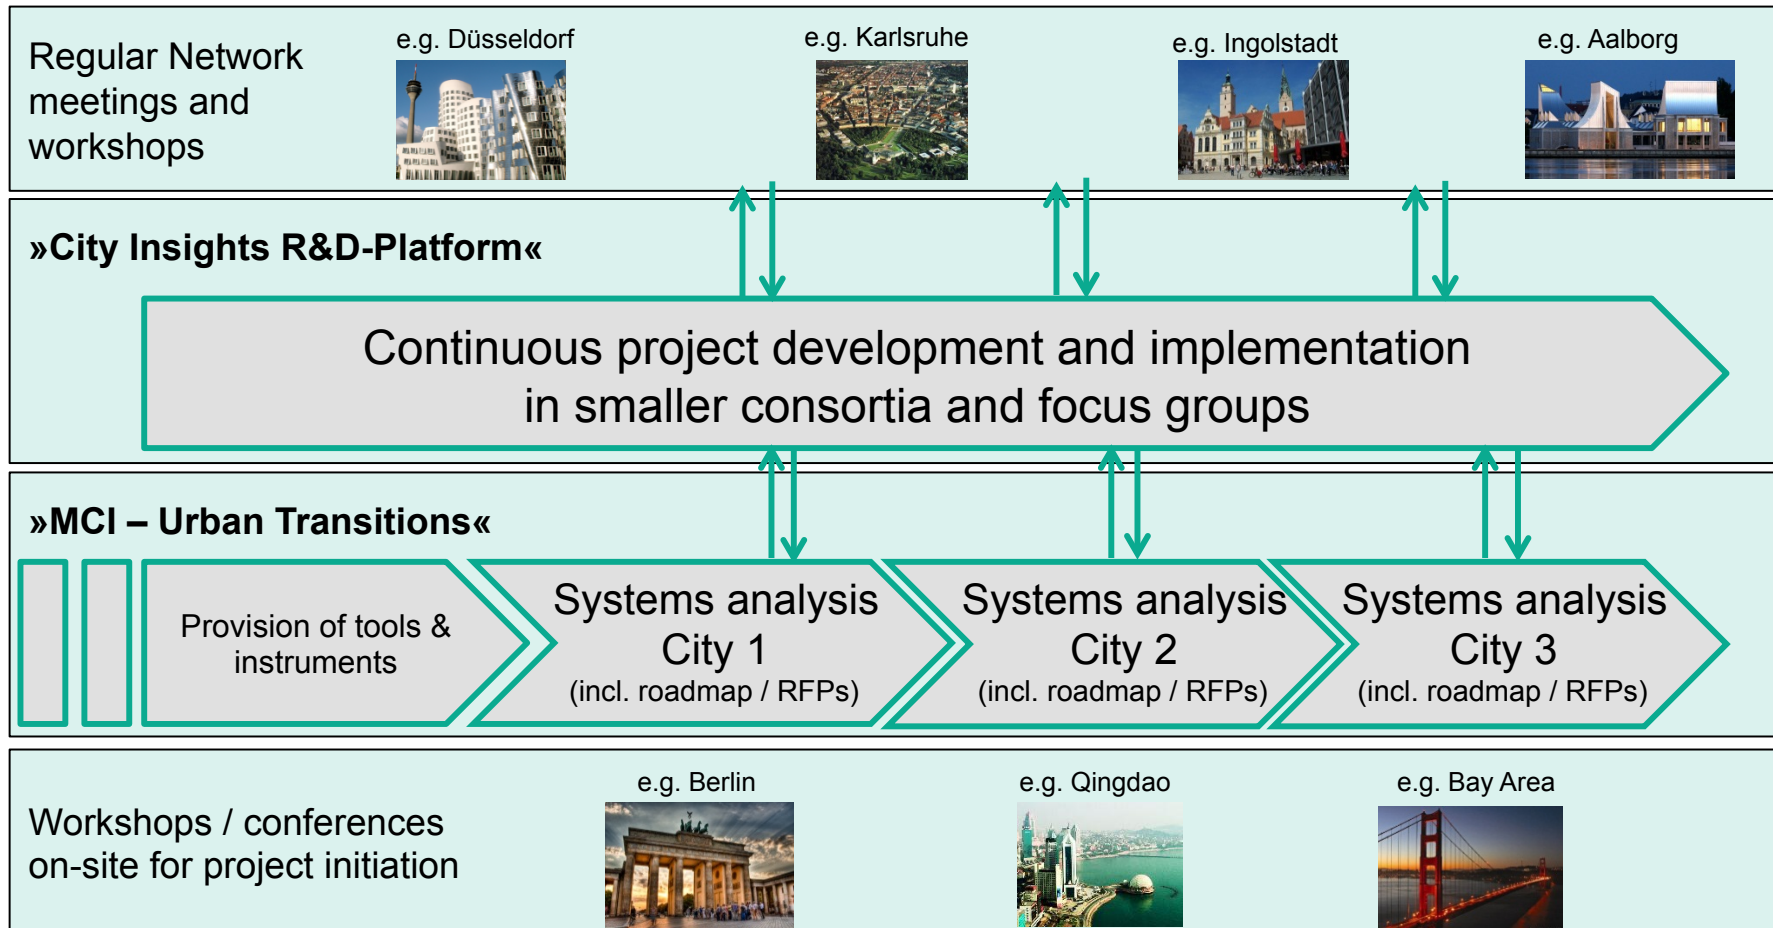 Regular Network
meetings and
workshops
e.g. Düsseldorf
e.g. Karlsruhe
e.g. Ingolstadt
e.g. Aalborg
»City Insights R&D-Platform«
Continuous project development and implementation
in smaller consortia and focus groups
»MCI – Urban Transitions«
Provision of tools &
instruments
Systems analysis
City 1
(incl. roadmap / RFPs)
Systems analysis
City 2
(incl. roadmap / RFPs)
Systems analysis
City 3
(incl. roadmap / RFPs)
Workshops / conferences
on-site for project initiation
e.g. Berlin
e.g. Qingdao
e.g. Bay Area